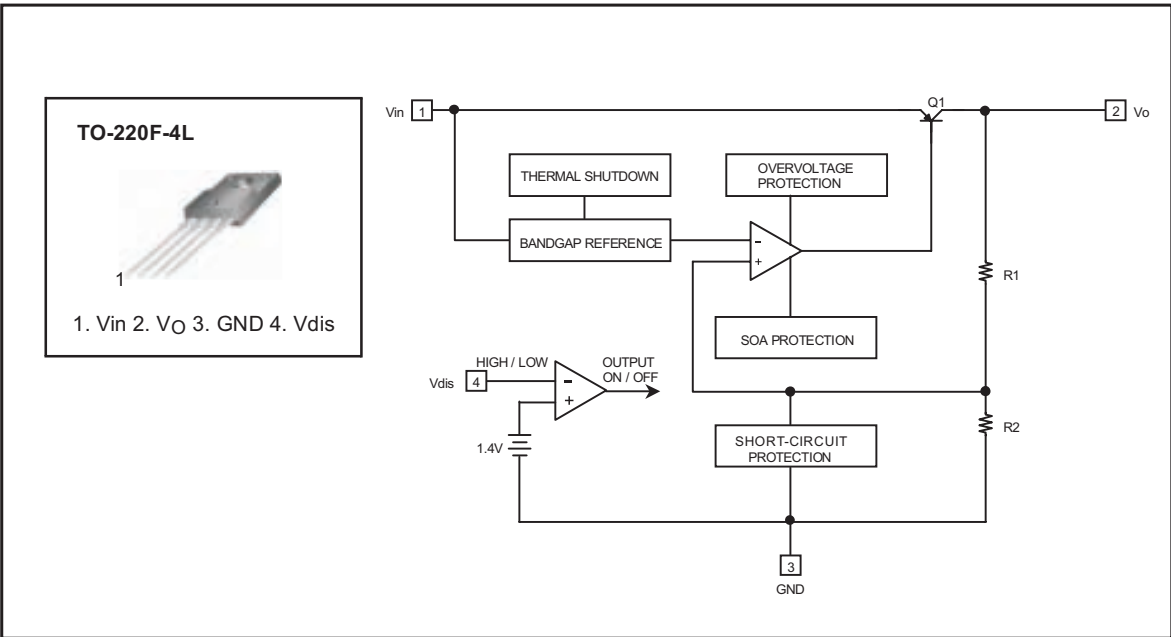 TO-220F-4L
1
1. Vin 2. VO 3. GND 4. Vdis
Vin 1
Q1
2 Vo
THERMAL SHUTDOWN
OVERVOLTAGE
PROTECTION
BANDGAP REFERENCE
-
+
R1
SOA PROTECTION
HIGH / LOW
OUTPUT
ON / OFF
Vdis 4
-
+
1.4V
R2
SHORT-CIRCUIT
PROTECTION
3
GND